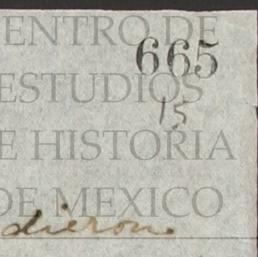 ENTRO DE
665
ESTUDIOS
15
E HISTORIA
DE MEXICO
dieron